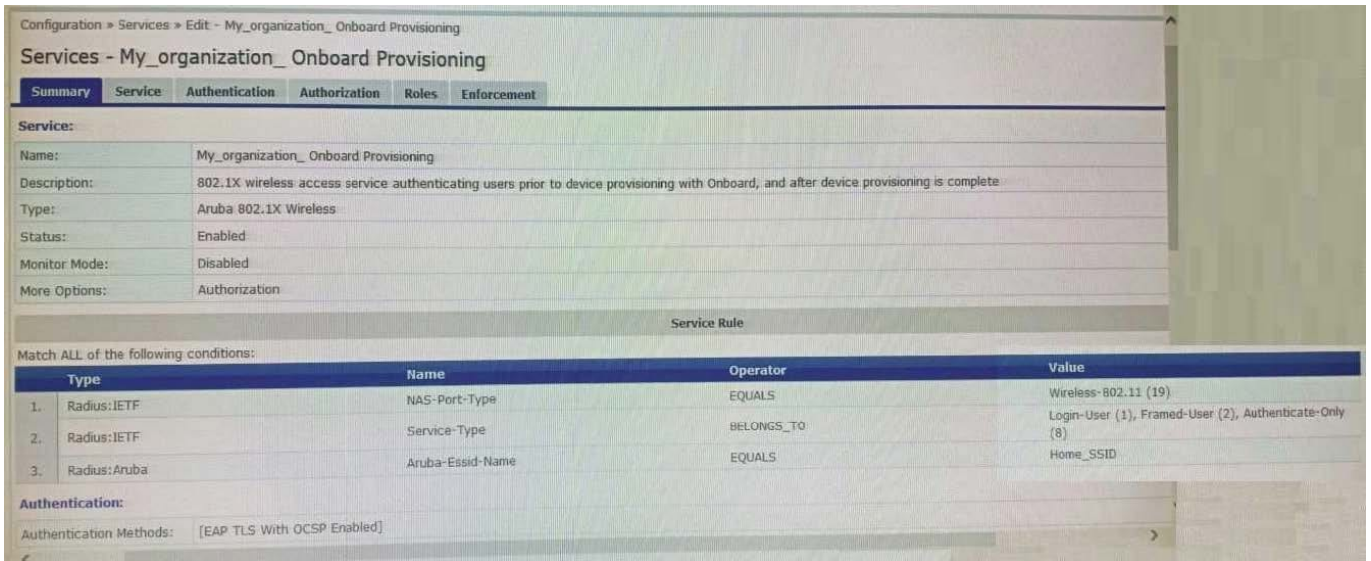 Configuration » Services » Edit - My_organization_ Onboard Provisioning
Services - My_organization_ Onboard Provisioning
Summary Service Authentication Authorization Roles Enforcement
Service:
Name: My_organization_ Onboard Provisioning
Description: 802.1X wireless access service authenticating users prior to device provisioning with Onboard, and after device provisioning is complete
Type: Aruba 802.1X Wireless
Status: Enabled
Monitor Mode: Disabled
More Options: Authorization
Service Rule
Match ALL of the following conditions:
Type Name Operator Value
1. Radius:IETF NAS-Port-Type EQUALS Wireless-802.11 (19)
2. Radius:IETF Service-Type BELONGS_TO Login-User (1), Framed-User (2), Authenticate-Only
(8)
3. Radius:Aruba Aruba-Essid-Name EQUALS Home_SSID
Authentication:
Authentication Methods: [EAP TLS With OCSP Enabled]